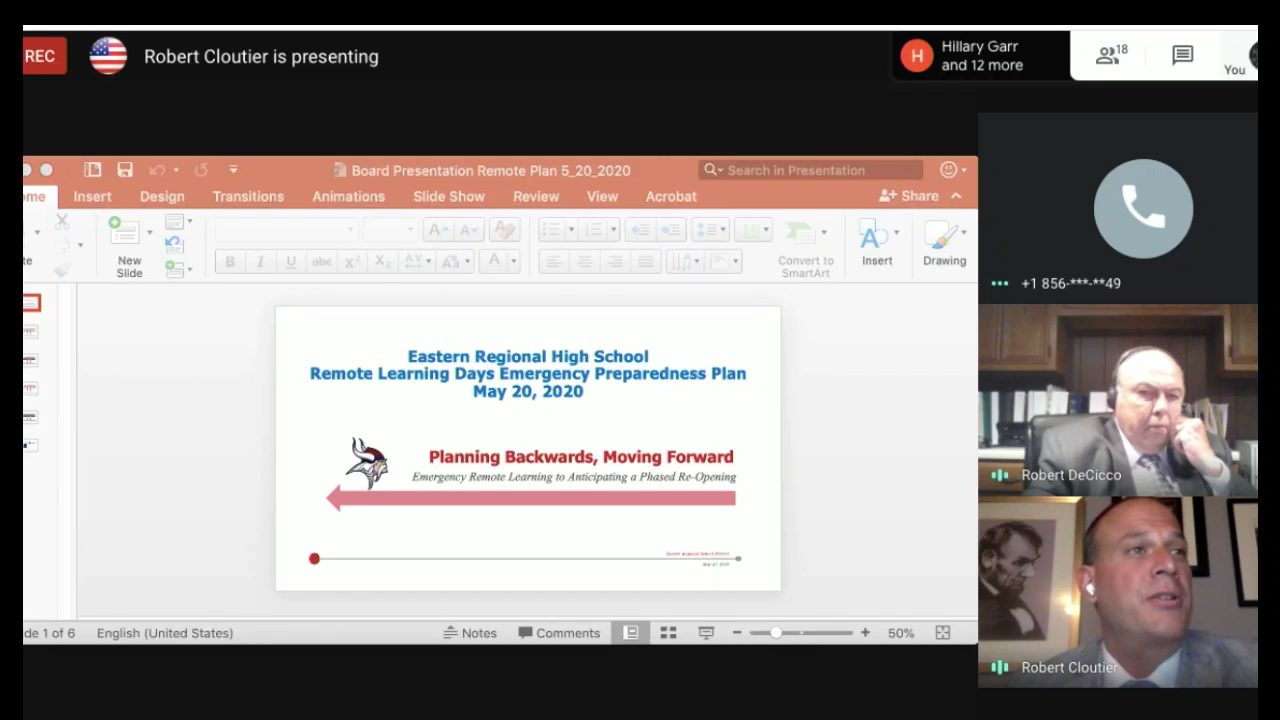 REC
Robert Cloutier is presenting
H
Hillary Garr
and 12 more
18
You
Board Presentation Remote Plan 5_20_2020
Search in Presentation
ome
Insert
Design
Transitions
Animations
Slide Show
Review
View
Acrobat
Share
New
Slide
Convert to
SmartArt
Insert
Drawing
+1 856-***-**49
Eastern Regional High School
Remote Learning Days Emergency Preparedness Plan
May 20, 2020
Planning Backwards, Moving Forward
Emergency Remote Learning to Anticipating a Phased Re-Opening
Robert DeCicco
Robert Cloutier
de 1 of 6
English (United States)
Notes
Comments
50%